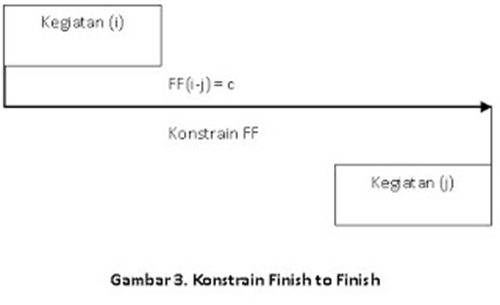 Kegiatan (i)
FF(i-j) = c
Konstrain FF
Kegiatan (j)
Gambar 3. Konstrain Finish to Finish